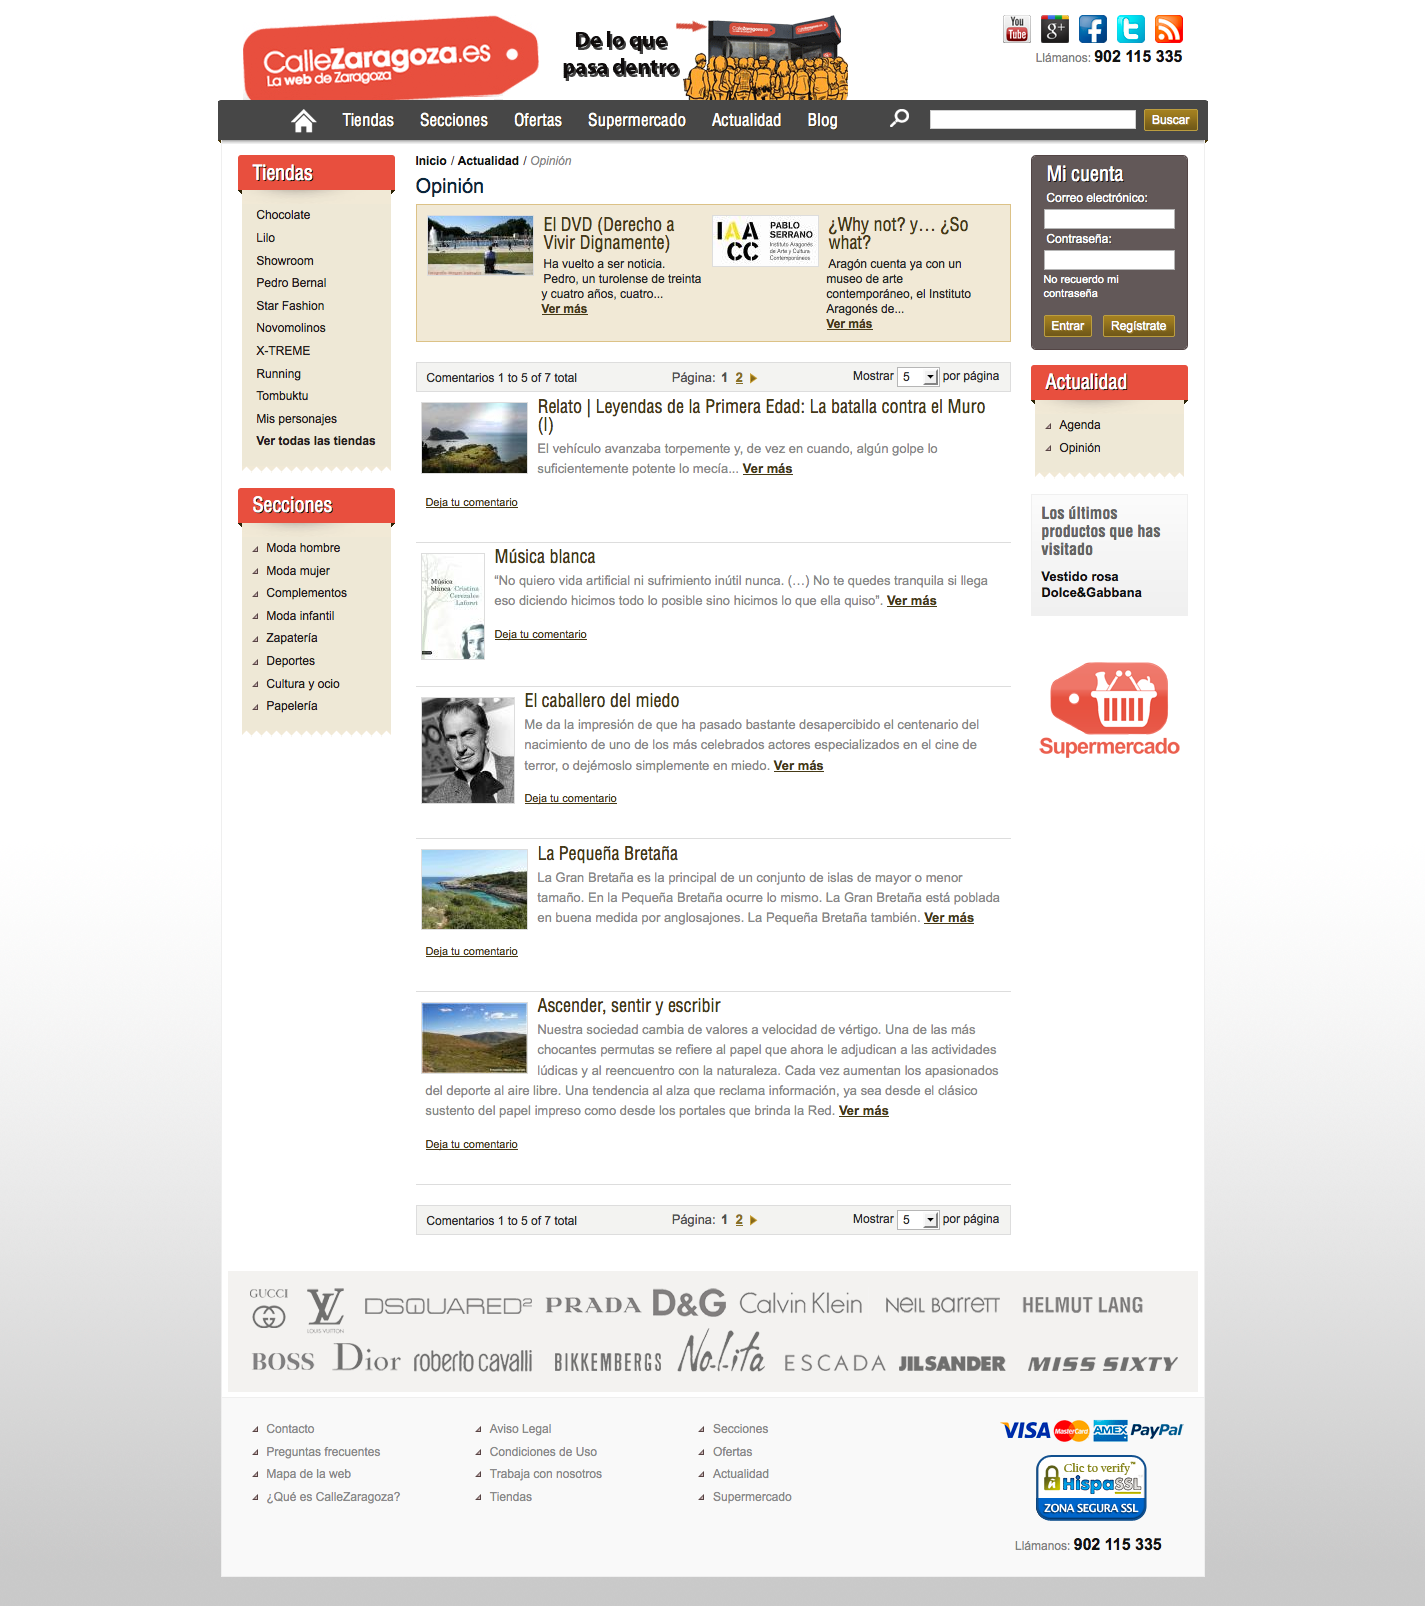 CalleZaragoza.es
La web de Zaragoza
De lo que
pasa dentro
You
Tube
Llámanos: 902 115 335
Tiendas
Secciones
Ofertas
Supermercado
Actualidad
Blog
Buscar
Tiendas
Chocolate
Lilo
Showroom
Pedro Bernal
Star Fashion
Novomolinos
X-TREME
Running
Tombuktu
Mis personajes
Ver todas las tiendas
Secciones
Moda hombre
Moda mujer
Complementos
Moda infantil
Zapatería
Deportes
Cultura y ocio
Papelería
Inicio / Actualidad / Opinión
Opinión
El DVD (Derecho a
Vivir Dignamente)
Ha vuelto a ser noticia.
Pedro, un turolense de treinta
y cuatro años, cuatro...
Ver más
IAA
CC
PABLO
SERRANO
Instituto Aragonés
de Arte y Cultura
Contemporáneos
¿Why not? y… ¿So
what?
Aragón cuenta ya con un
museo de arte
contemporáneo, el Instituto
Aragonés de...
Ver más
Comentarios 1 to 5 of 7 total
Página: 1 2
Mostrar 5 por página
Relato | Leyendas de la Primera Edad: La batalla contra el Muro
(I)
El vehículo avanzaba torpemente y, de vez en cuando, algún golpe lo
suficientemente potente lo mecía... Ver más
Deja tu comentario
Música
blanca
Cristina
Cerezales
Laforet
Música blanca
“No quiero vida artificial ni sufrimiento inútil nunca. (…) No te quedes tranquila si llega
eso diciendo hicimos todo lo posible sino hicimos lo que ella quiso”. Ver más
Deja tu comentario
El caballero del miedo
Me da la impresión de que ha pasado bastante desapercibido el centenario del
nacimiento de uno de los más celebrados actores especializados en el cine de
terror, o dejémoslo simplemente en miedo. Ver más
Deja tu comentario
La Pequeña Bretaña
La Gran Bretaña es la principal de un conjunto de islas de mayor o menor
tamaño. En la Pequeña Bretaña ocurre lo mismo. La Gran Bretaña está poblada
en buena medida por anglosajones. La Pequeña Bretaña también. Ver más
Deja tu comentario
Ascender, sentir y escribir
Nuestra sociedad cambia de valores a velocidad de vértigo. Una de las más
chocantes permutas se refiere al papel que ahora le adjudican a las actividades
lúdicas y al reencuentro con la naturaleza. Cada vez aumentan los apasionados
del deporte al aire libre. Una tendencia al alza que reclama información, ya sea desde el clásico
sustento del papel impreso como desde los portales que brinda la Red. Ver más
Deja tu comentario
Comentarios 1 to 5 of 7 total
Página: 1 2
Mostrar 5 por página
Mi cuenta
Correo electrónico:
Contraseña:
No recuerdo mi
contraseña
Entrar
Regístrate
Actualidad
Agenda
Opinión
Los últimos
productos que has
visitado
Vestido rosa
Dolce&Gabbana
Supermercado
GUCCI
LV
LOUIS VUITTON
DSQUARED2
PRADA
D&G
Calvin Klein
NEIL BARRETT
HELMUT LANG
BOSS
Dior
roberto cavalli
BIKKEMBERGS
No-l-ita
ESCADA
JILSANDER
MISS SIXTY
Contacto
Preguntas frecuentes
Mapa de la web
¿Qué es CalleZaragoza?
Aviso Legal
Condiciones de Uso
Trabaja con nosotros
Tiendas
Secciones
Ofertas
Actualidad
Supermercado
VISA
MasterCard
AMEX
PayPal
Clic to verify™
HispaSSL
ZONA SEGURA SSL
Llámanos: 902 115 335